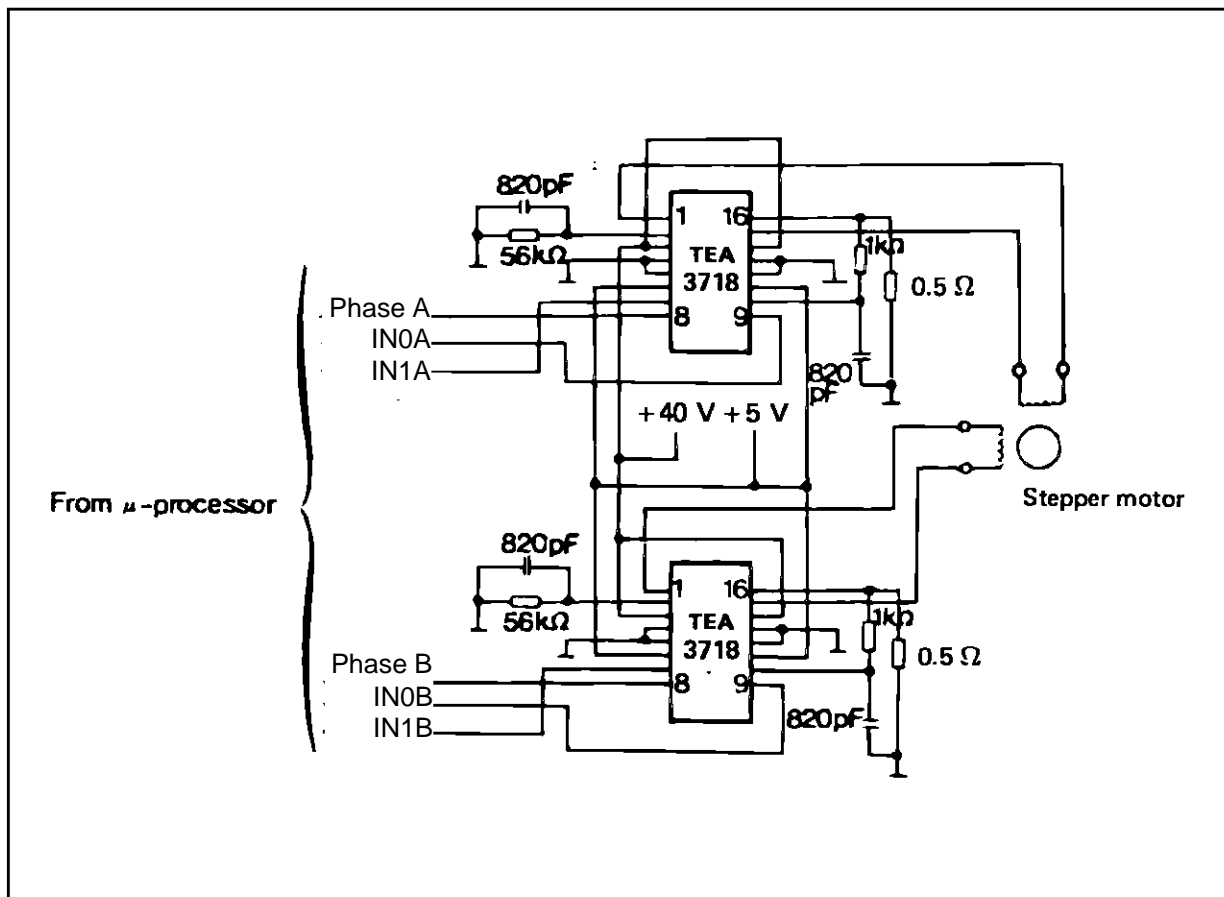 820pF
56kΩ
1 16
TEA
3718
8 9
1kΩ
0.5 Ω
820
pF
Phase A
IN0A
IN1A
+40 V +5 V
From μ-processor
Stepper motor
820pF
56kΩ
1 16
TEA
3718
8 9
1kΩ
0.5 Ω
820pF
Phase B
IN0B
IN1B